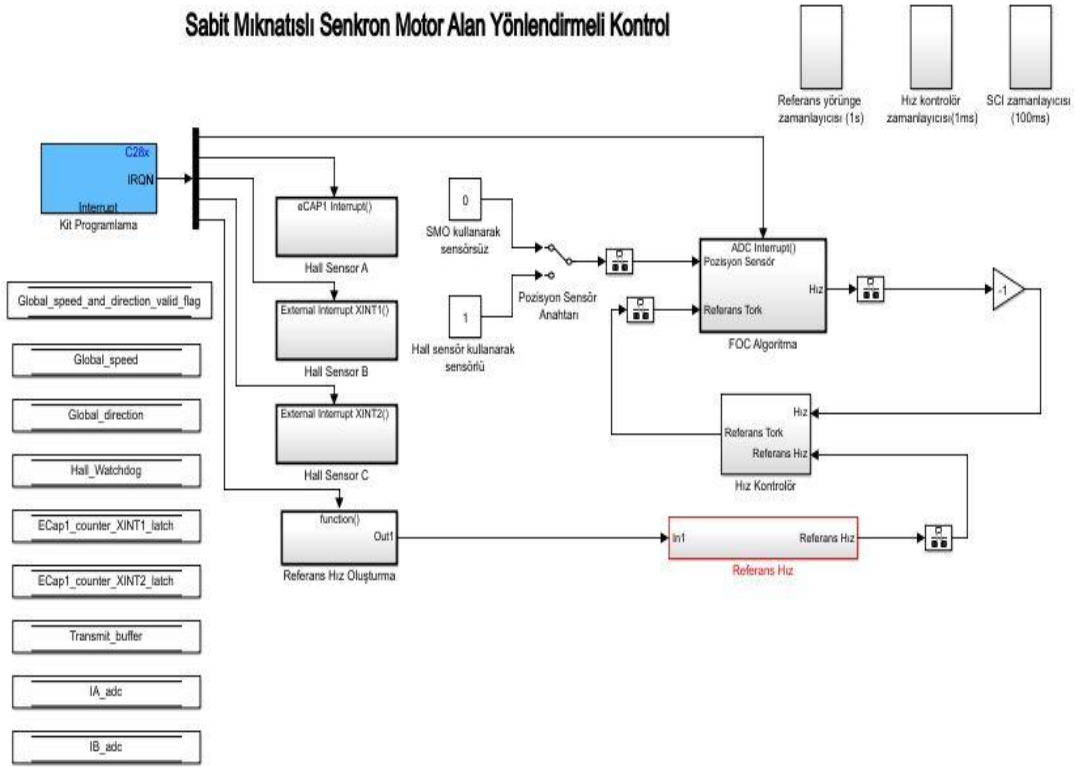 Sabit Mıknatıslı Senkron Motor Alan Yönlendirmeli Kontrol
Referans yörünge
zamanlayıcısı (1s)
Hız kontrolör
zamanlayıcısı(1ms)
SCI zamanlayıcısı
(100ms)
C28x
IRQN
Interrupt
Kit Programlama
eCAP1 Interrupt()
Hall Sensor A
External Interrupt XINT1()
Hall Sensor B
External Interrupt XINT2()
Hall Sensor C
function()
Out1
Referans Hız Oluşturma
0
SMO kullanarak
sensörsüz
1
Hall sensör kullanarak
sensörlü
Pozisyon Sensör
Anahtarı
ADC Interrupt()
Pozisyon Sensör
Hız
Referans Tork
FOC Algoritma
-1
Hız
Referans Tork
Referans Hız
Hız Kontrolör
In1
Referans Hız
Referans Hız
Global_speed_and_direction_valid_flag
Global_speed
Global_direction
Hall_Watchdog
ECap1_counter_XINT1_latch
ECap1_counter_XINT2_latch
Transmit_buffer
IA_adc
IB_adc